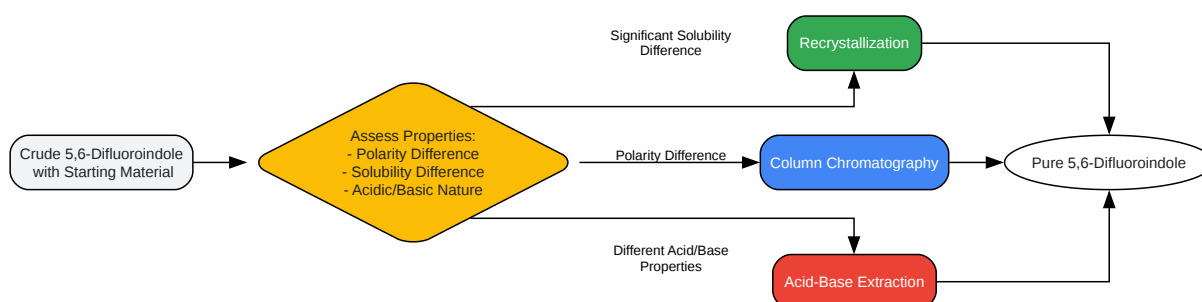 Crude 5,6-Difluoroindole
with Starting Material
Assess Properties:
- Polarity Difference
- Solubility Difference
- Acidic/Basic Nature
Significant Solubility
Difference
Recrystallization
Polarity Difference
Column Chromatography
Different Acid/Base
Properties
Acid-Base Extraction
Pure 5,6-Difluoroindole